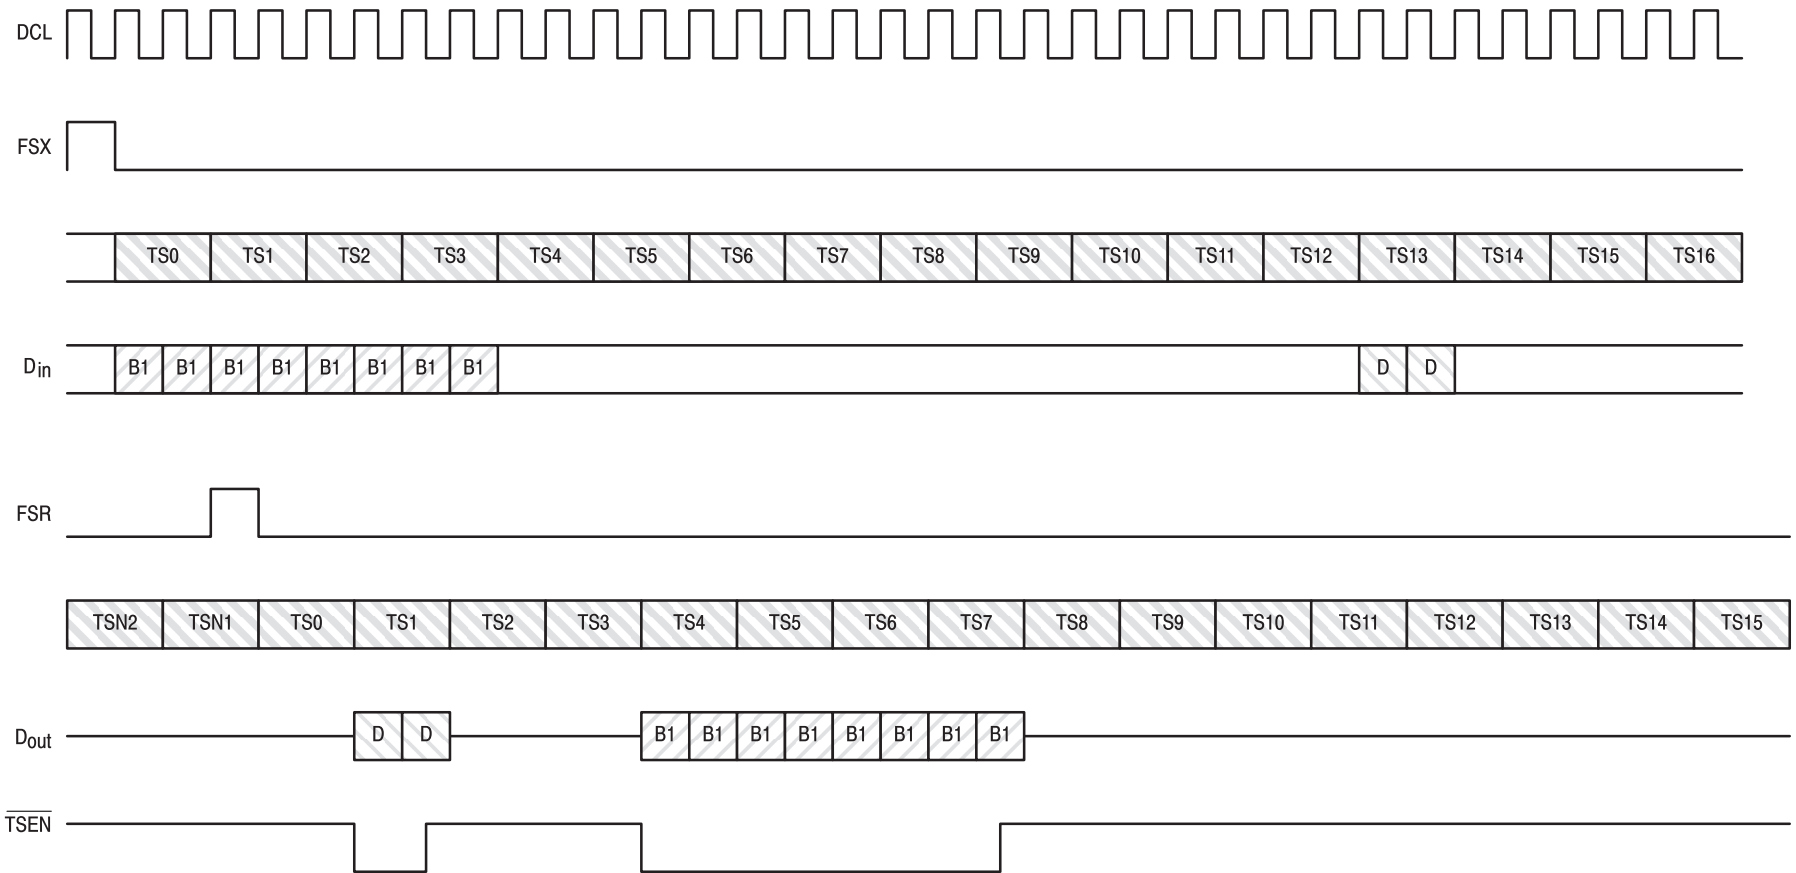 DCL
FSX
TS0 TS1 TS2 TS3 TS4 TS5 TS6 TS7 TS8 TS9 TS10 TS11 TS12 TS13 TS14 TS15 TS16
Din B1 B1 B1 B1 B1 B1 B1 B1 D D
FSR
TSN2 TSN1 TS0 TS1 TS2 TS3 TS4 TS5 TS6 TS7 TS8 TS9 TS10 TS11 TS12 TS13 TS14 TS15
Dout D D B1 B1 B1 B1 B1 B1 B1 B1
TSEN